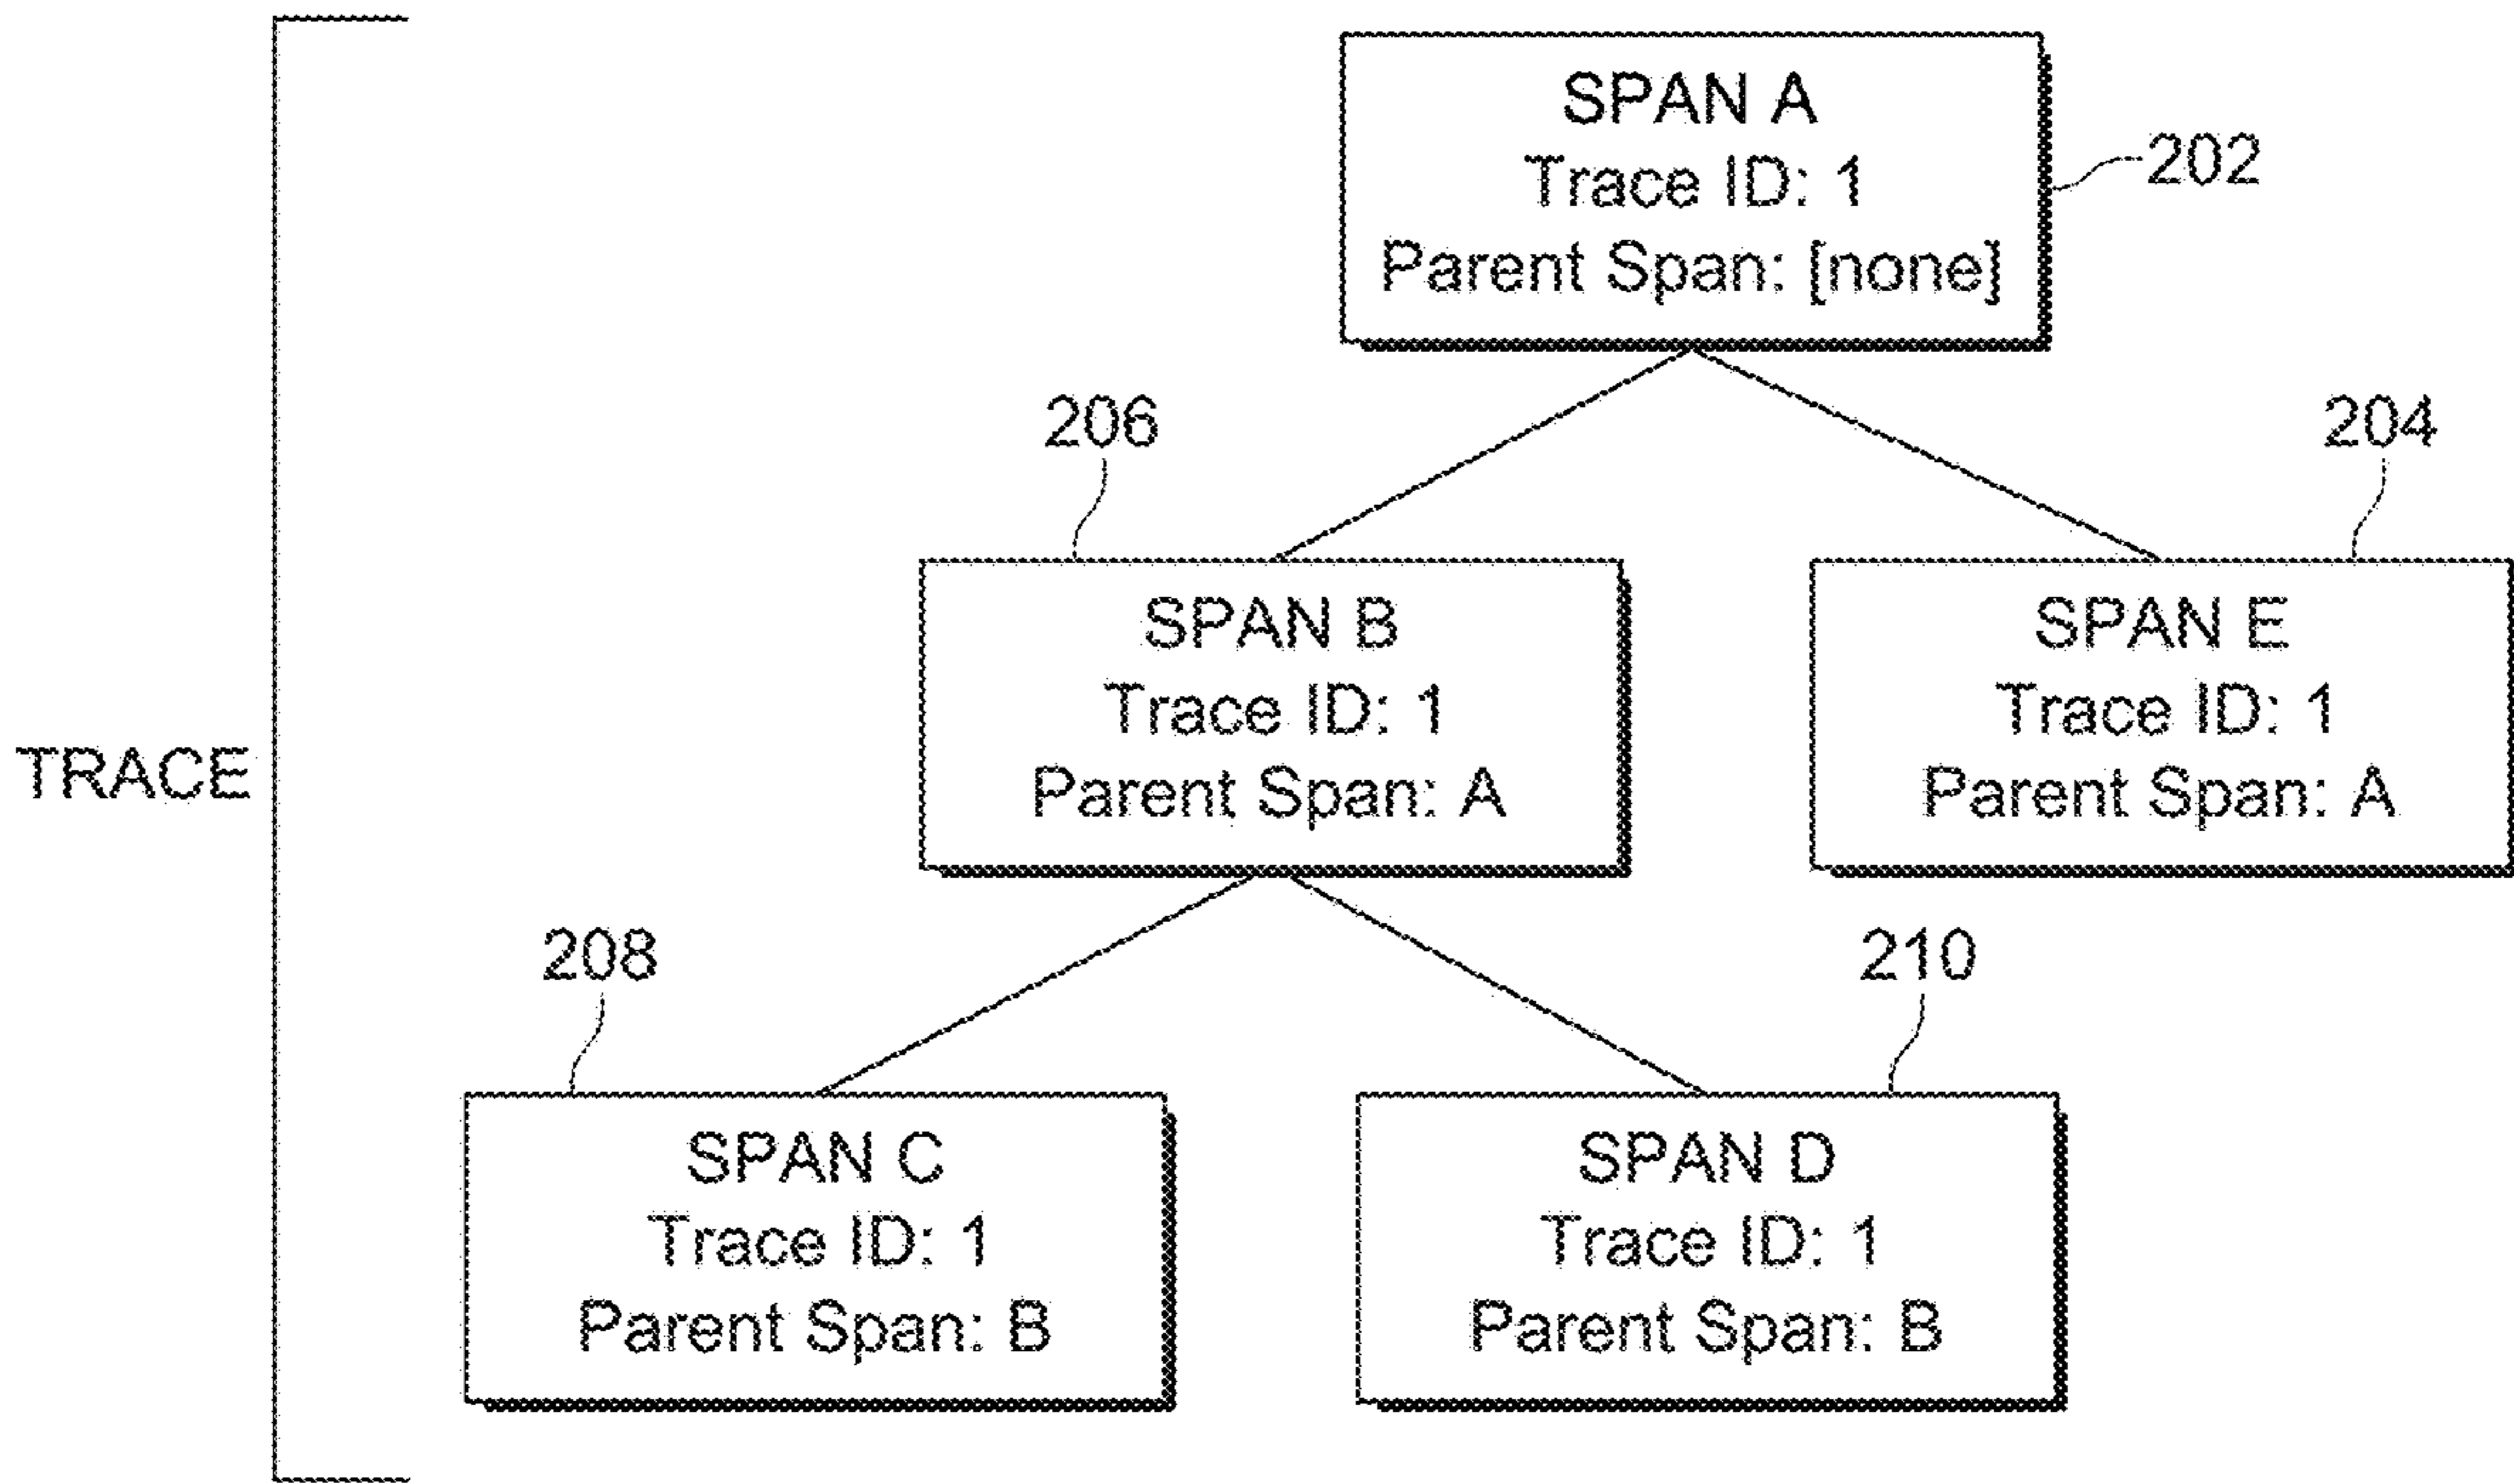 SPAN A
Trace ID: 1
Parent Span: [none]
202
206
204
SPAN B
Trace ID: 1
Parent Span: A
SPAN E
Trace ID: 1
Parent Span: A
TRACE
208
210
SPAN C
Trace ID: 1
Parent Span: B
SPAN D
Trace ID: 1
Parent Span: B